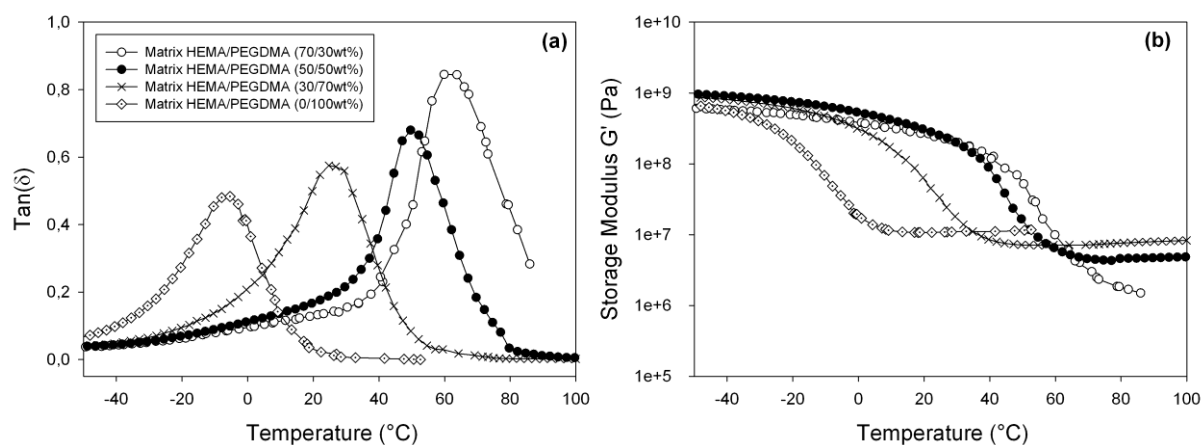 1,0
0,8
0,6
0,4
0,2
0,0
Tan(δ)
-40 -20 0 20 40 60 80 100
Temperature (°C)
(a)
Matrix HEMA/PEGDMA (70/30wt%)
Matrix HEMA/PEGDMA (50/50wt%)
Matrix HEMA/PEGDMA (30/70wt%)
Matrix HEMA/PEGDMA (0/100wt%)
1e+10
1e+9
1e+8
1e+7
1e+6
1e+5
Storage Modulus G' (Pa)
-40 -20 0 20 40 60 80 100
Temperature (°C)
(b)